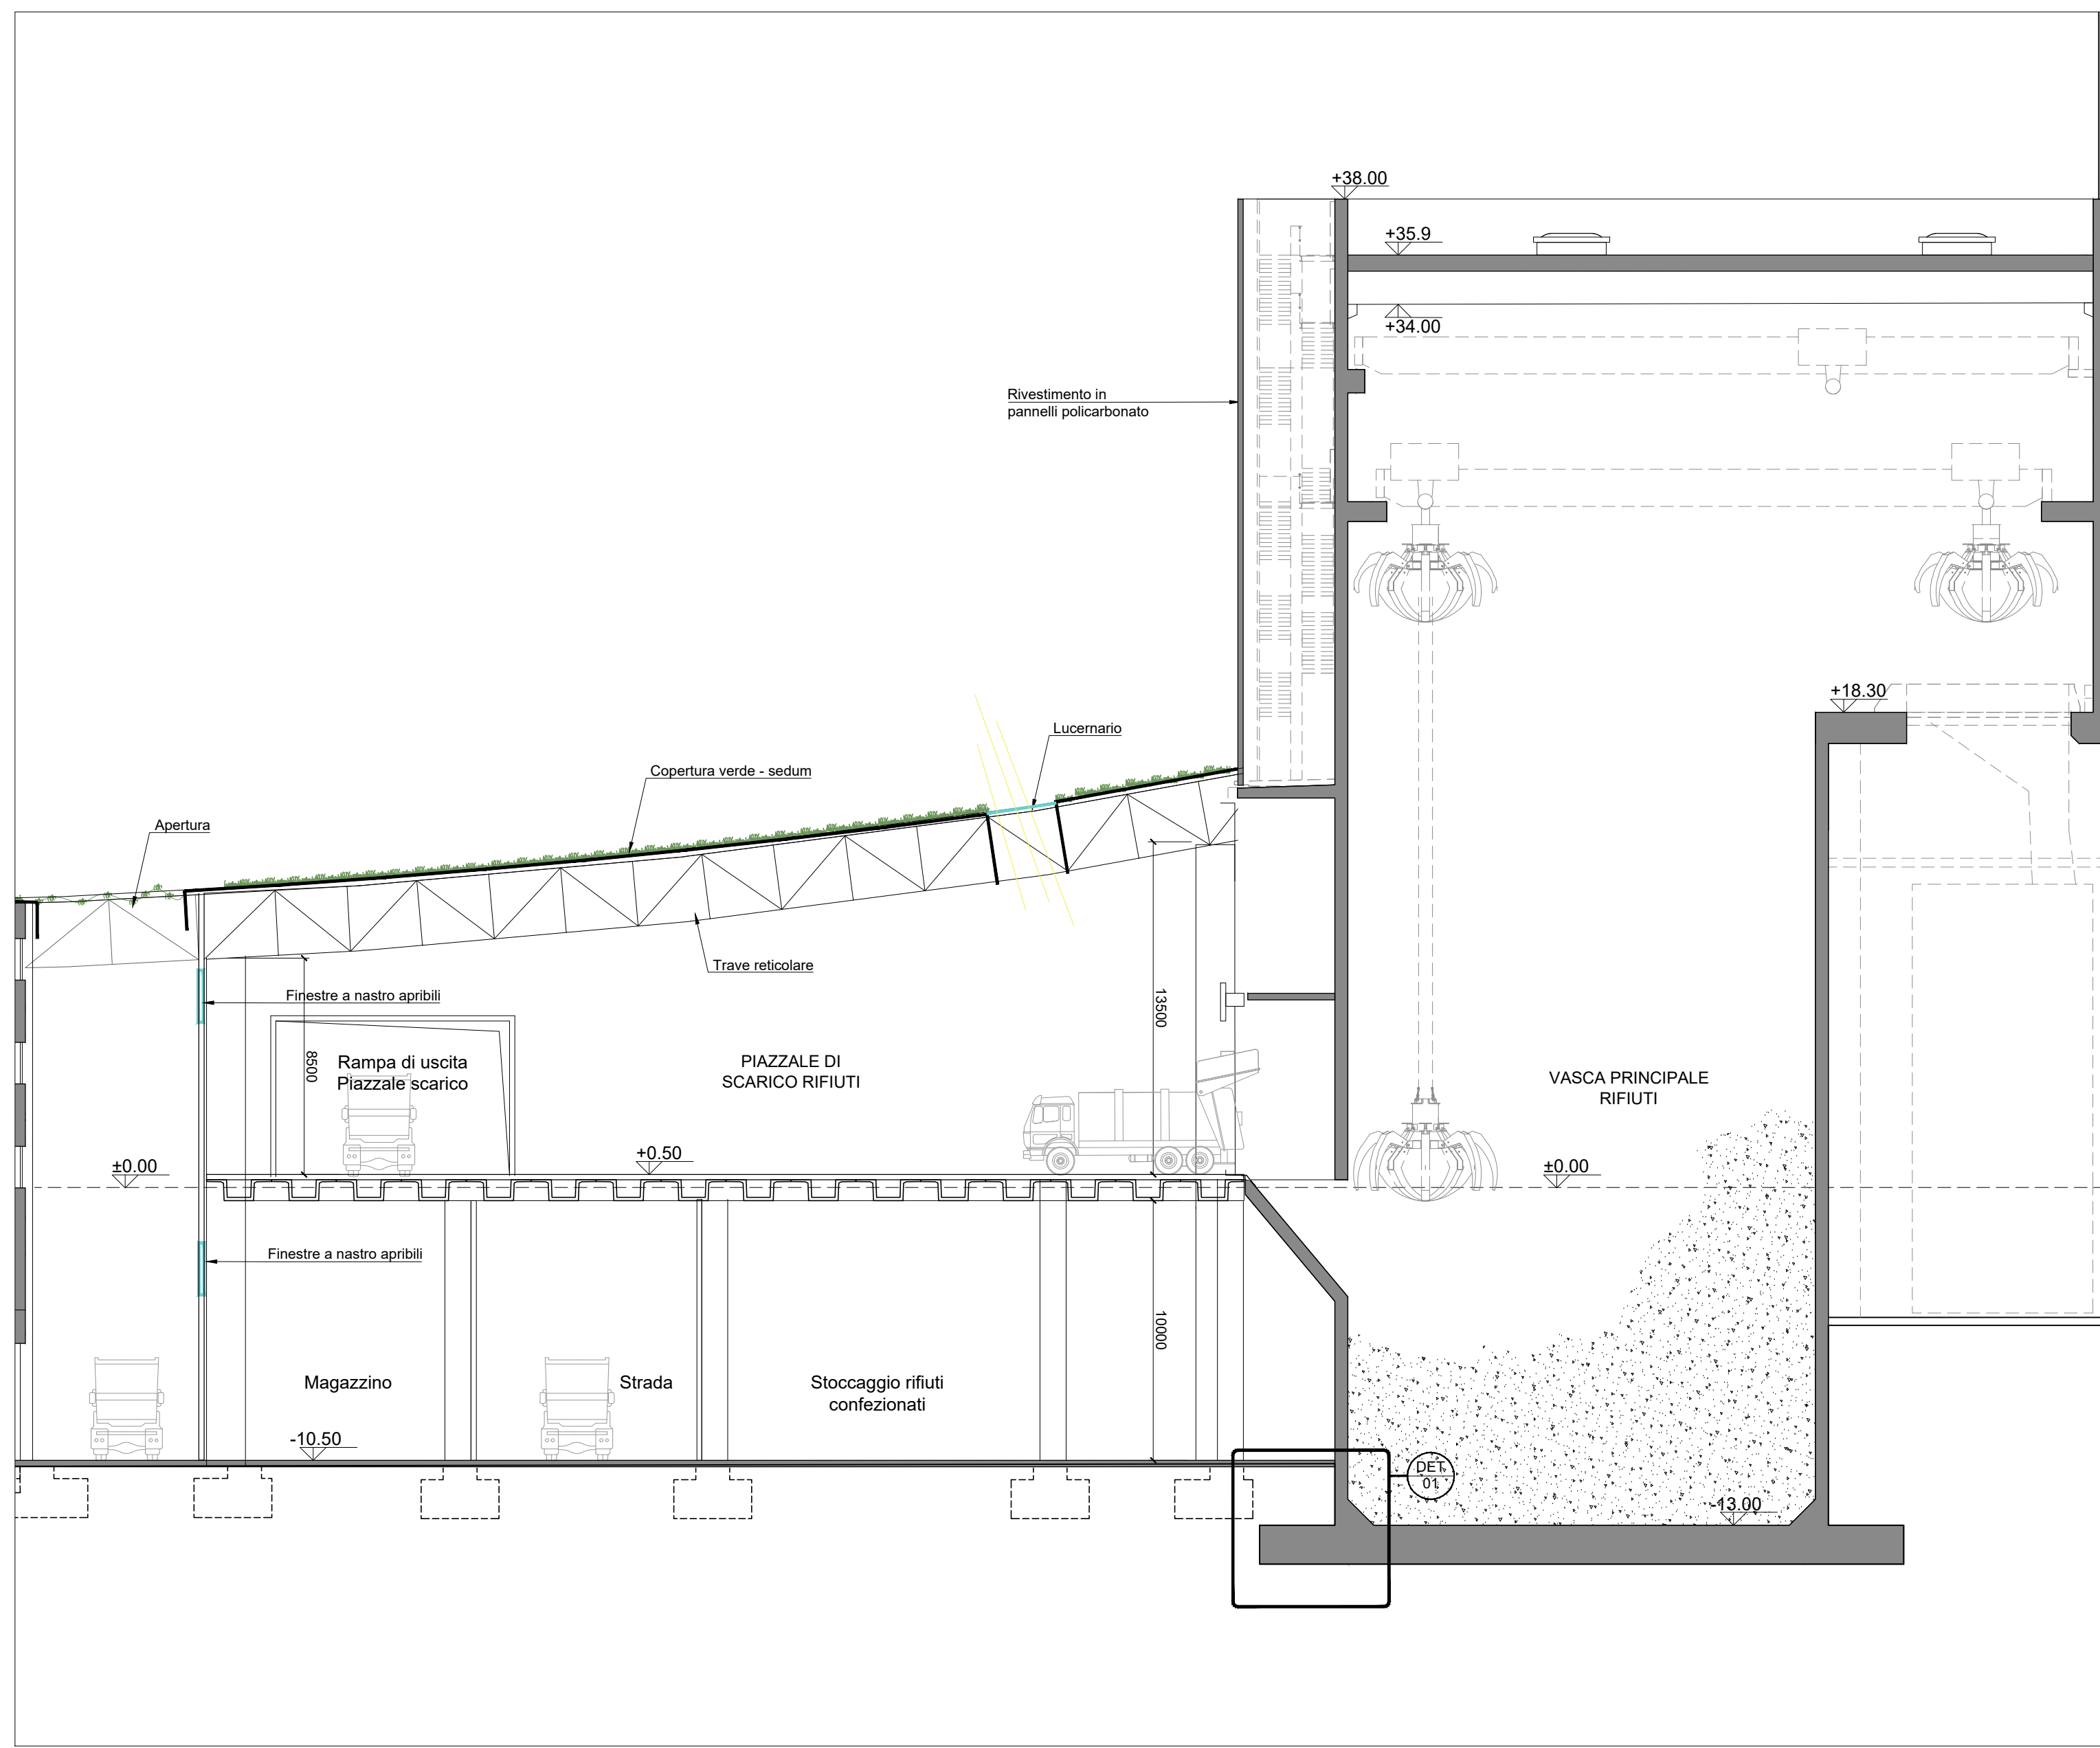 +38.00
+35.9
+34.00
Rivestimento in
pannelli policarbonato
+18.30
Lucernario
Copertura verde - sedum
Apertura
Trave reticolare
Finestre a nastro apribili
13500
8500
Rampa di uscita
Piazzale scarico
PIAZZALE DI
SCARICO RIFIUTI
VASCA PRINCIPALE
RIFIUTI
±0.00
+0.50
±0.00
Finestre a nastro apribili
10000
Magazzino
Strada
Stoccaggio rifiuti
confezionati
-10.50
DET.
01
-13.00